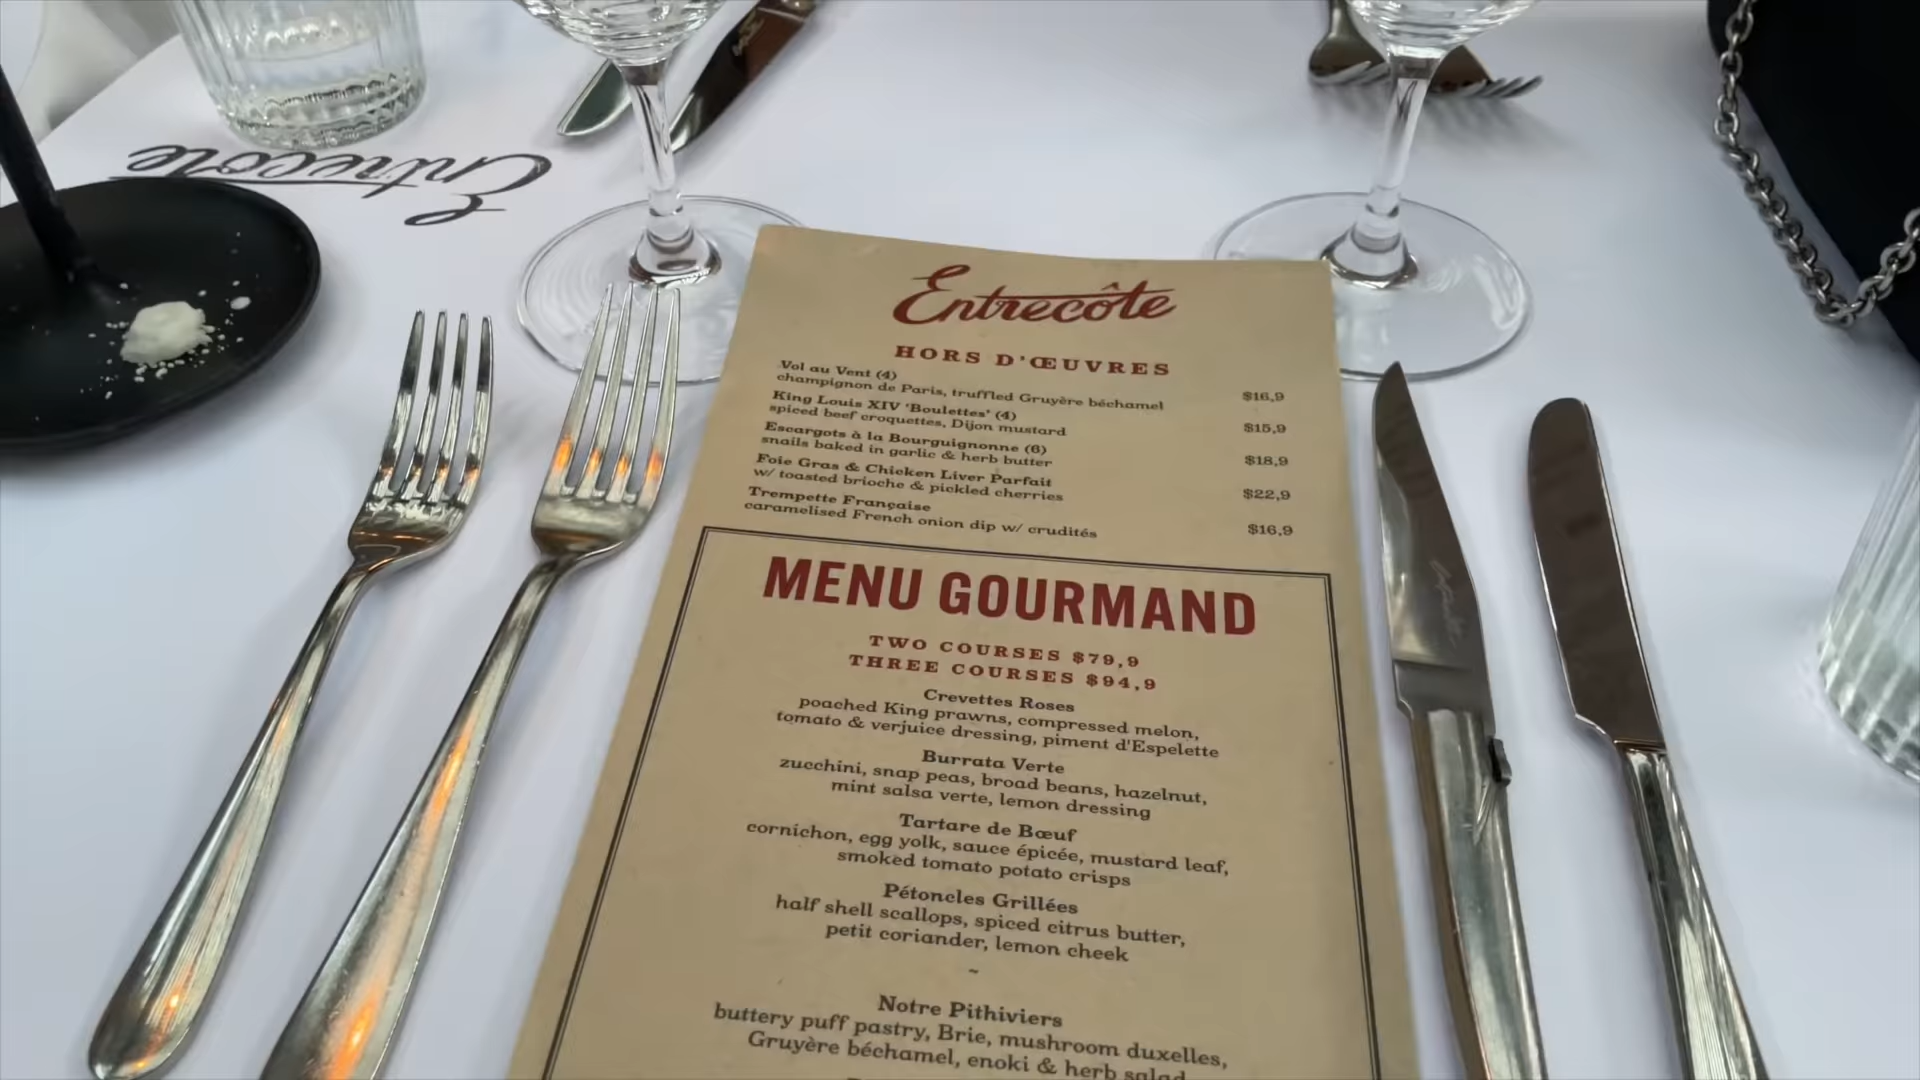 Entrecôte
Entrecôte
HORS D'ŒUVRES
Vol au Vent (4)
champignon de Paris, truffled Gruyère béchamel $16,9
King Louis XIV 'Boulettes' (4)
spiced beef croquettes, Dijon mustard $15,9
Escargots à la Bourguignonne (6)
snails baked in garlic & herb butter $18,9
Foie Gras & Chicken Liver Parfait
w/ toasted brioche & pickled cherries $22,9
Trempette Française
caramelised French onion dip w/ crudités $16,9
MENU GOURMAND
TWO COURSES $79,9
THREE COURSES $94,9
Crevettes Roses
poached King prawns, compressed melon,
tomato & verjuice dressing, piment d'Espelette
Burrata Verte
zucchini, snap peas, broad beans, hazelnut,
mint salsa verte, lemon dressing
Tartare de Bœuf
cornichon, egg yolk, sauce épicée, mustard leaf,
smoked tomato potato crisps
Pétoncles Grillées
half shell scallops, spiced citrus butter,
petit coriander, lemon cheek
~
Notre Pithiviers
buttery puff pastry, Brie, mushroom duxelles,
Gruyère béchamel, enoki & herb salad